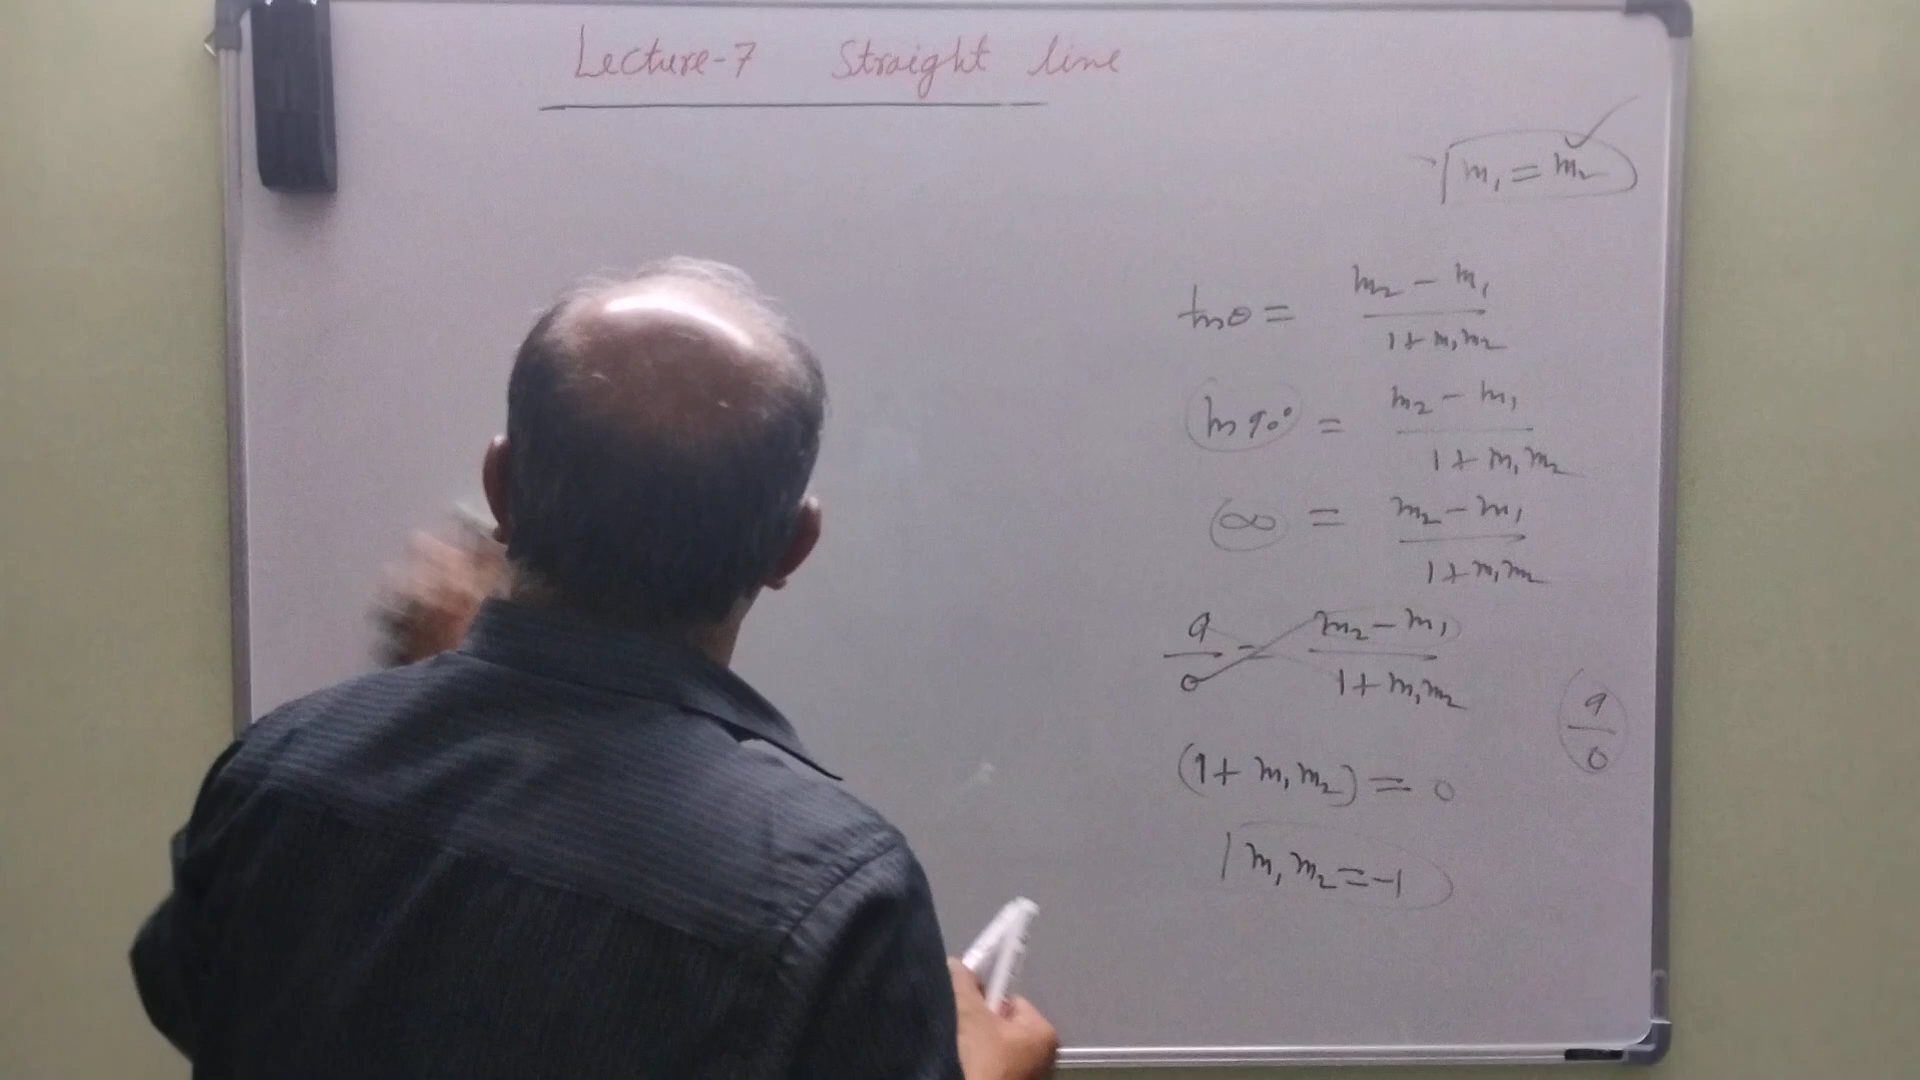 Lecture-7 Straight line
m₁ = m₂
tanθ = (m₂ - m₁)/(1 + m₁m₂)
tan 90° = (m₂ - m₁)/(1 + m₁m₂)
∞ = (m₂ - m₁)/(1 + m₁m₂)
a/0 = (m₂ - m₁)/(1 + m₁m₂)
a/0
(1 + m₁m₂) = 0
m₁m₂ = -1